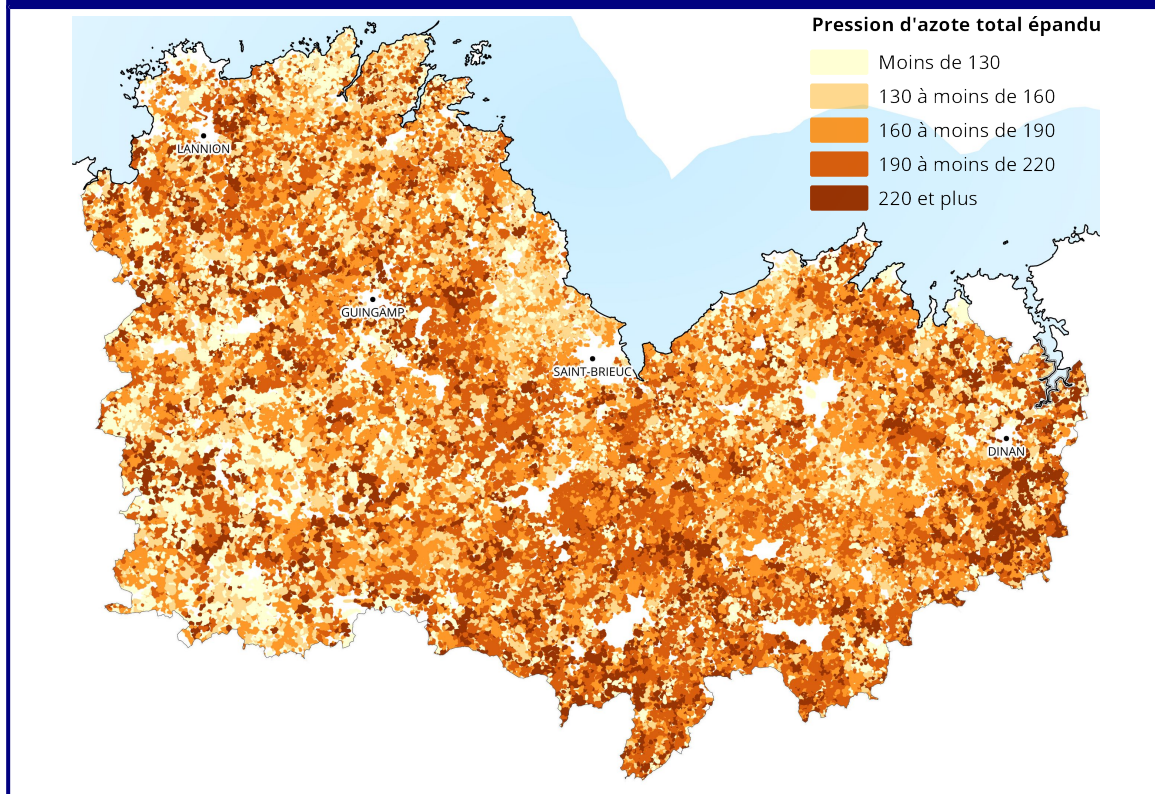 Pression d'azote total épandu
Moins de 130
130 à moins de 160
160 à moins de 190
190 à moins de 220
220 et plus
LANNION
GUINGAMP
SAINT-BRIEUC
DINAN